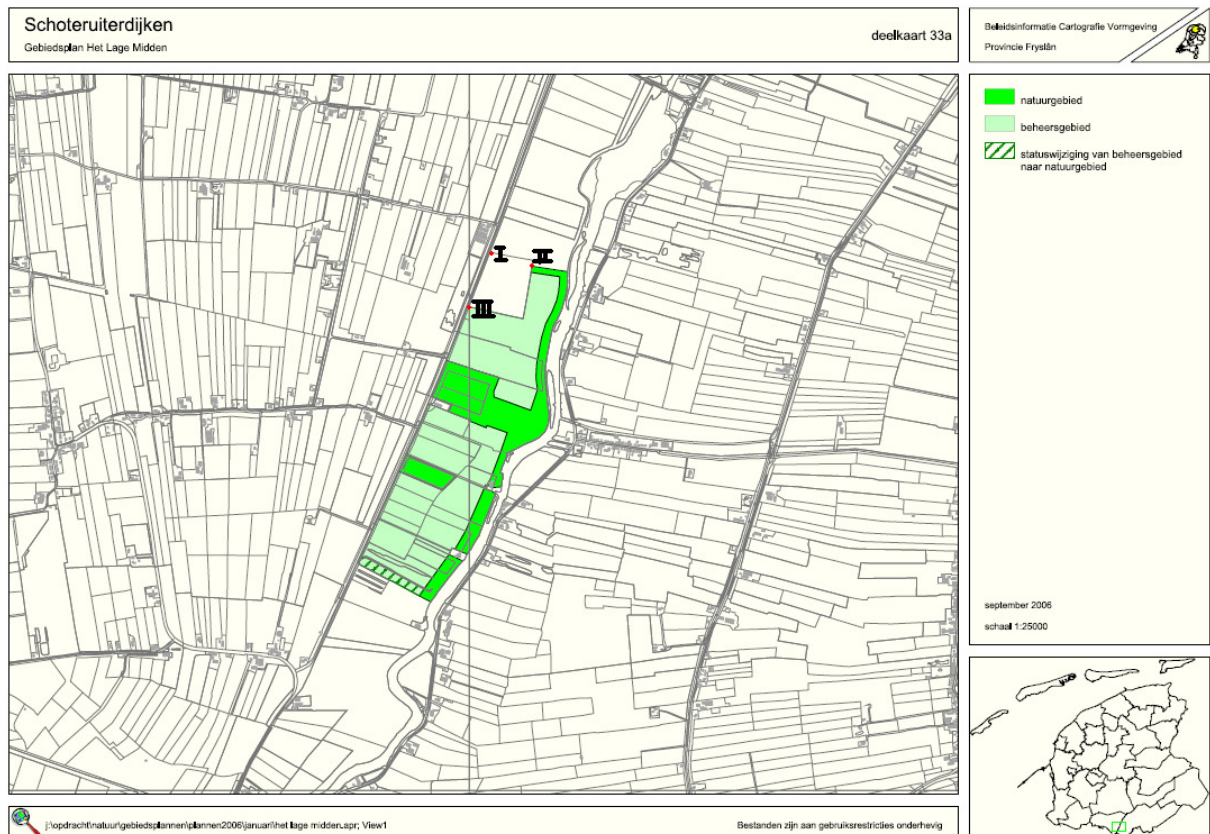 Schoteruiterdijken
Gebiedsplan Het Lage Midden
deelkaart 33a
Beleidsinformatie Cartografie Vormgeving
Provincie Fryslân
natuurgebied
beheersgebied
statuswijziging van beheersgebied
naar natuurgebied
I
II
III
september 2006
schaal 1:25000
j:\opdracht\natuur\gebiedsplannen\plannen2006\januari\het lage midden.apr; View1
Bestanden zijn aan gebruiksrestricties onderhevig